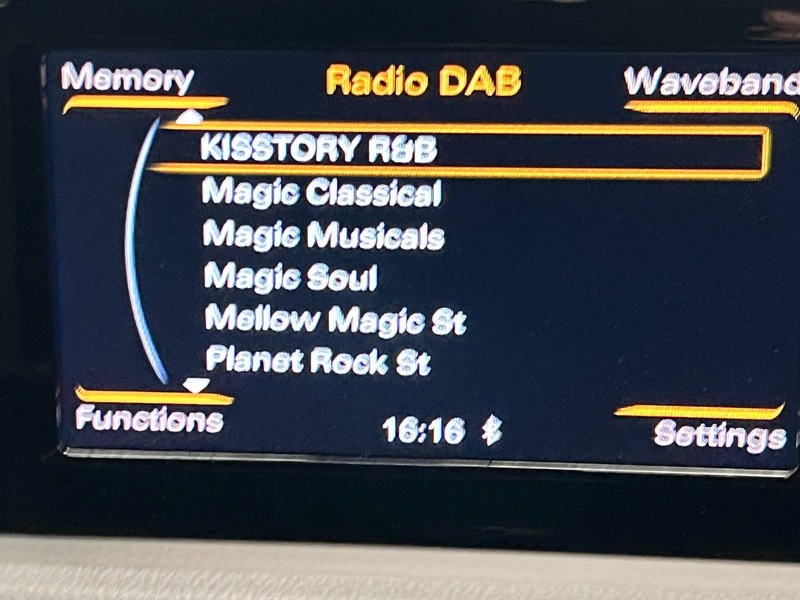 Memory Radio DAB Waveband
KISSTORY R&B
Magic Classical
Magic Musicals
Magic Soul
Mellow Magic St
Planet Rock St
Functions 16:16 Settings